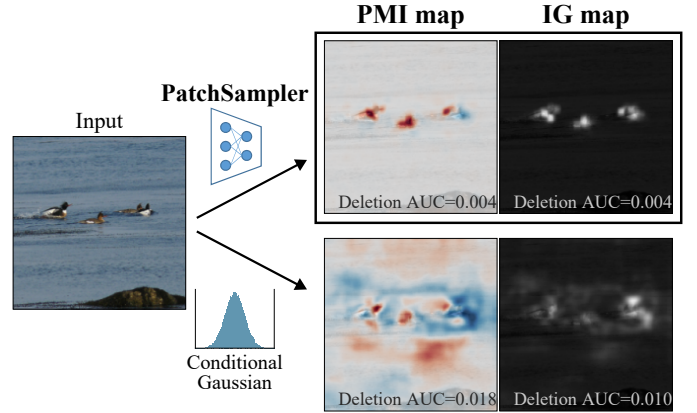 PMI map
IG map
PatchSampler
Input
Deletion AUC=0.004
Deletion AUC=0.004
Conditional
Gaussian
Deletion AUC=0.018
Deletion AUC=0.010